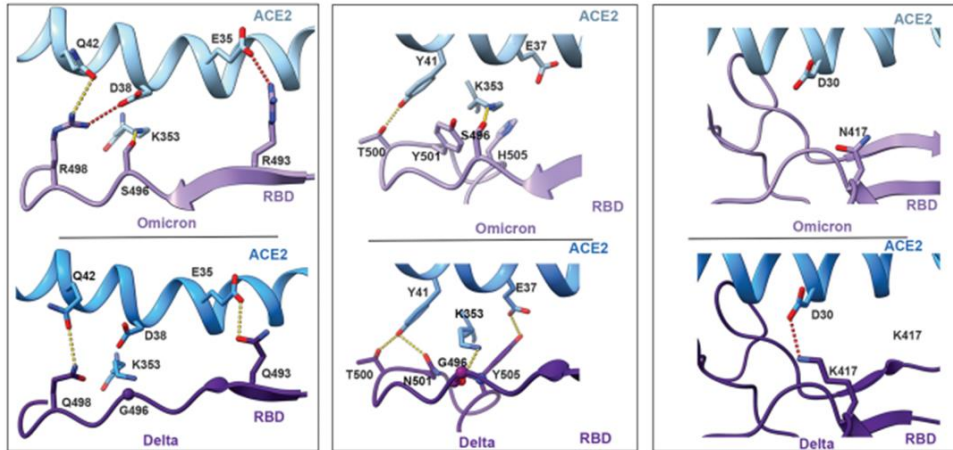 ACE2
Q42
E35
D38
K353
R498
S496
R493
RBD
Omicron
ACE2
Q42
E35
D38
K353
Q498
G496
Q493
RBD
Delta
ACE2
E37
Y41
K353
S496
T500
Y501
H505
RBD
Omicron
ACE2
E37
Y41
K353
G496
T500
N501
Y505
Delta
RBD
ACE2
D30
N417
RBD
Omicron
ACE2
D30
K417
K417
Delta
RBD